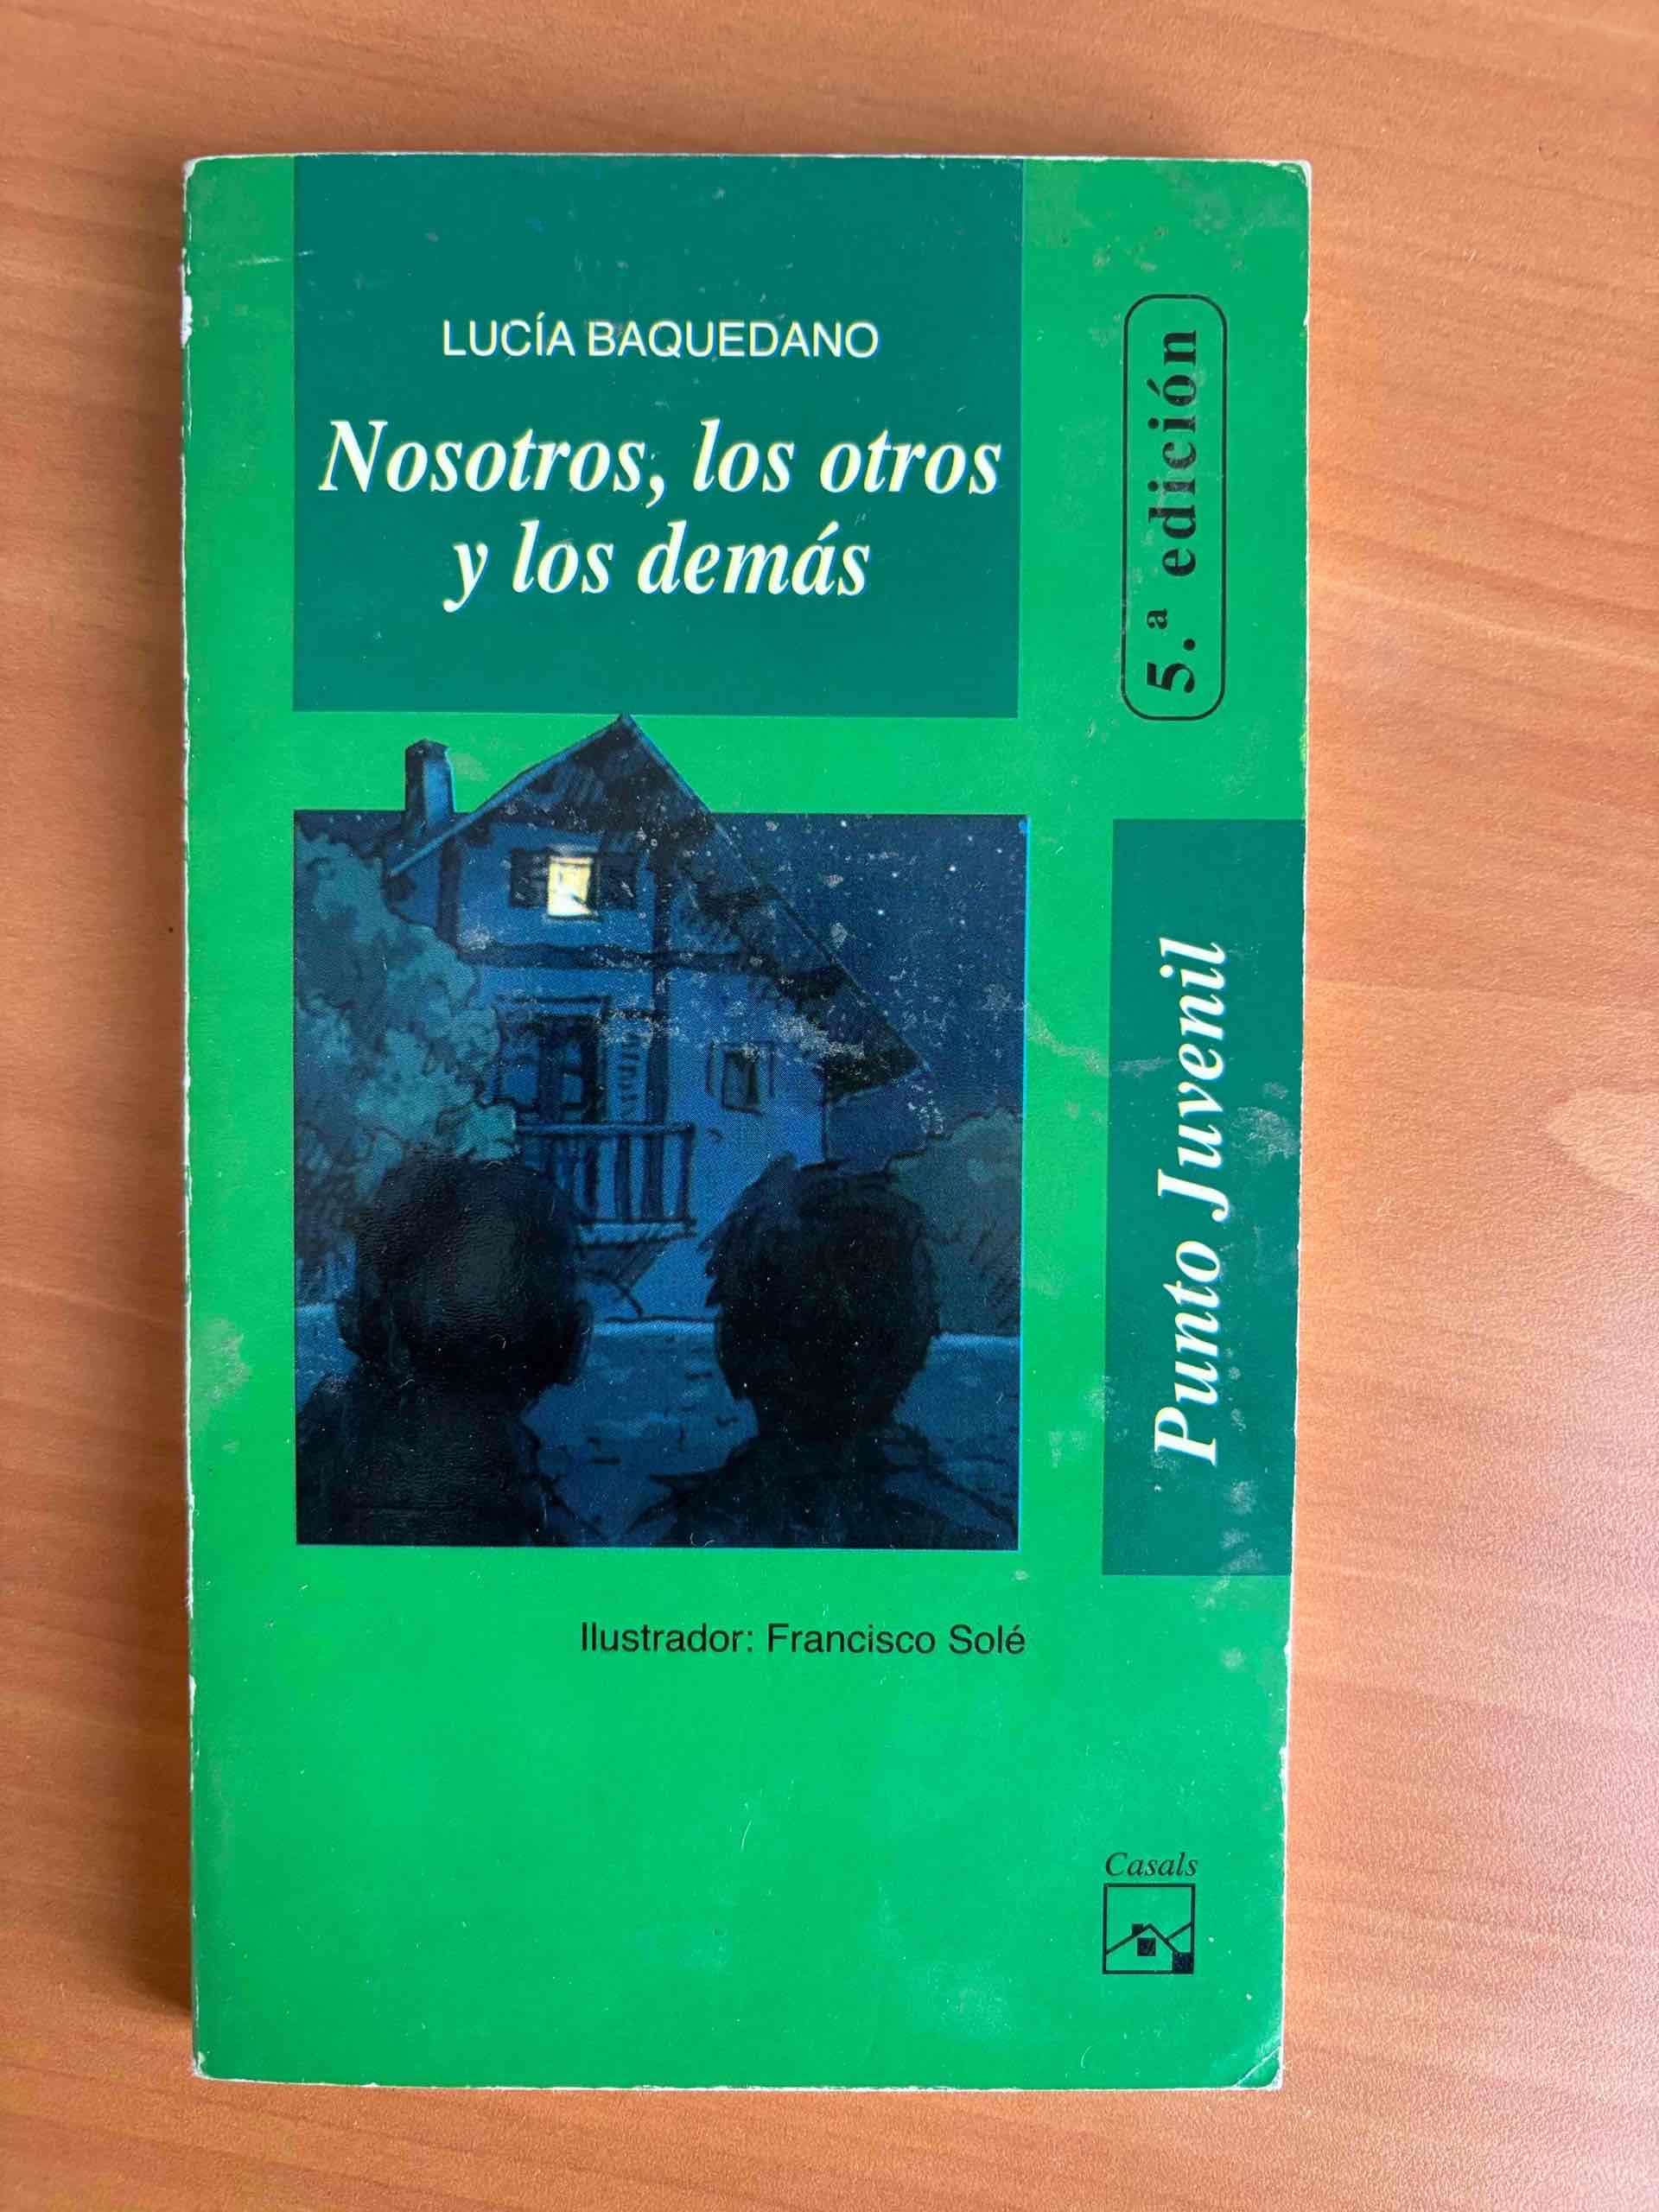 LUCÍA BAQUEDANO
Nosotros, los otros
y los demás
5.ª edición
Punto Juvenil
Ilustrador: Francisco Solé
Casals